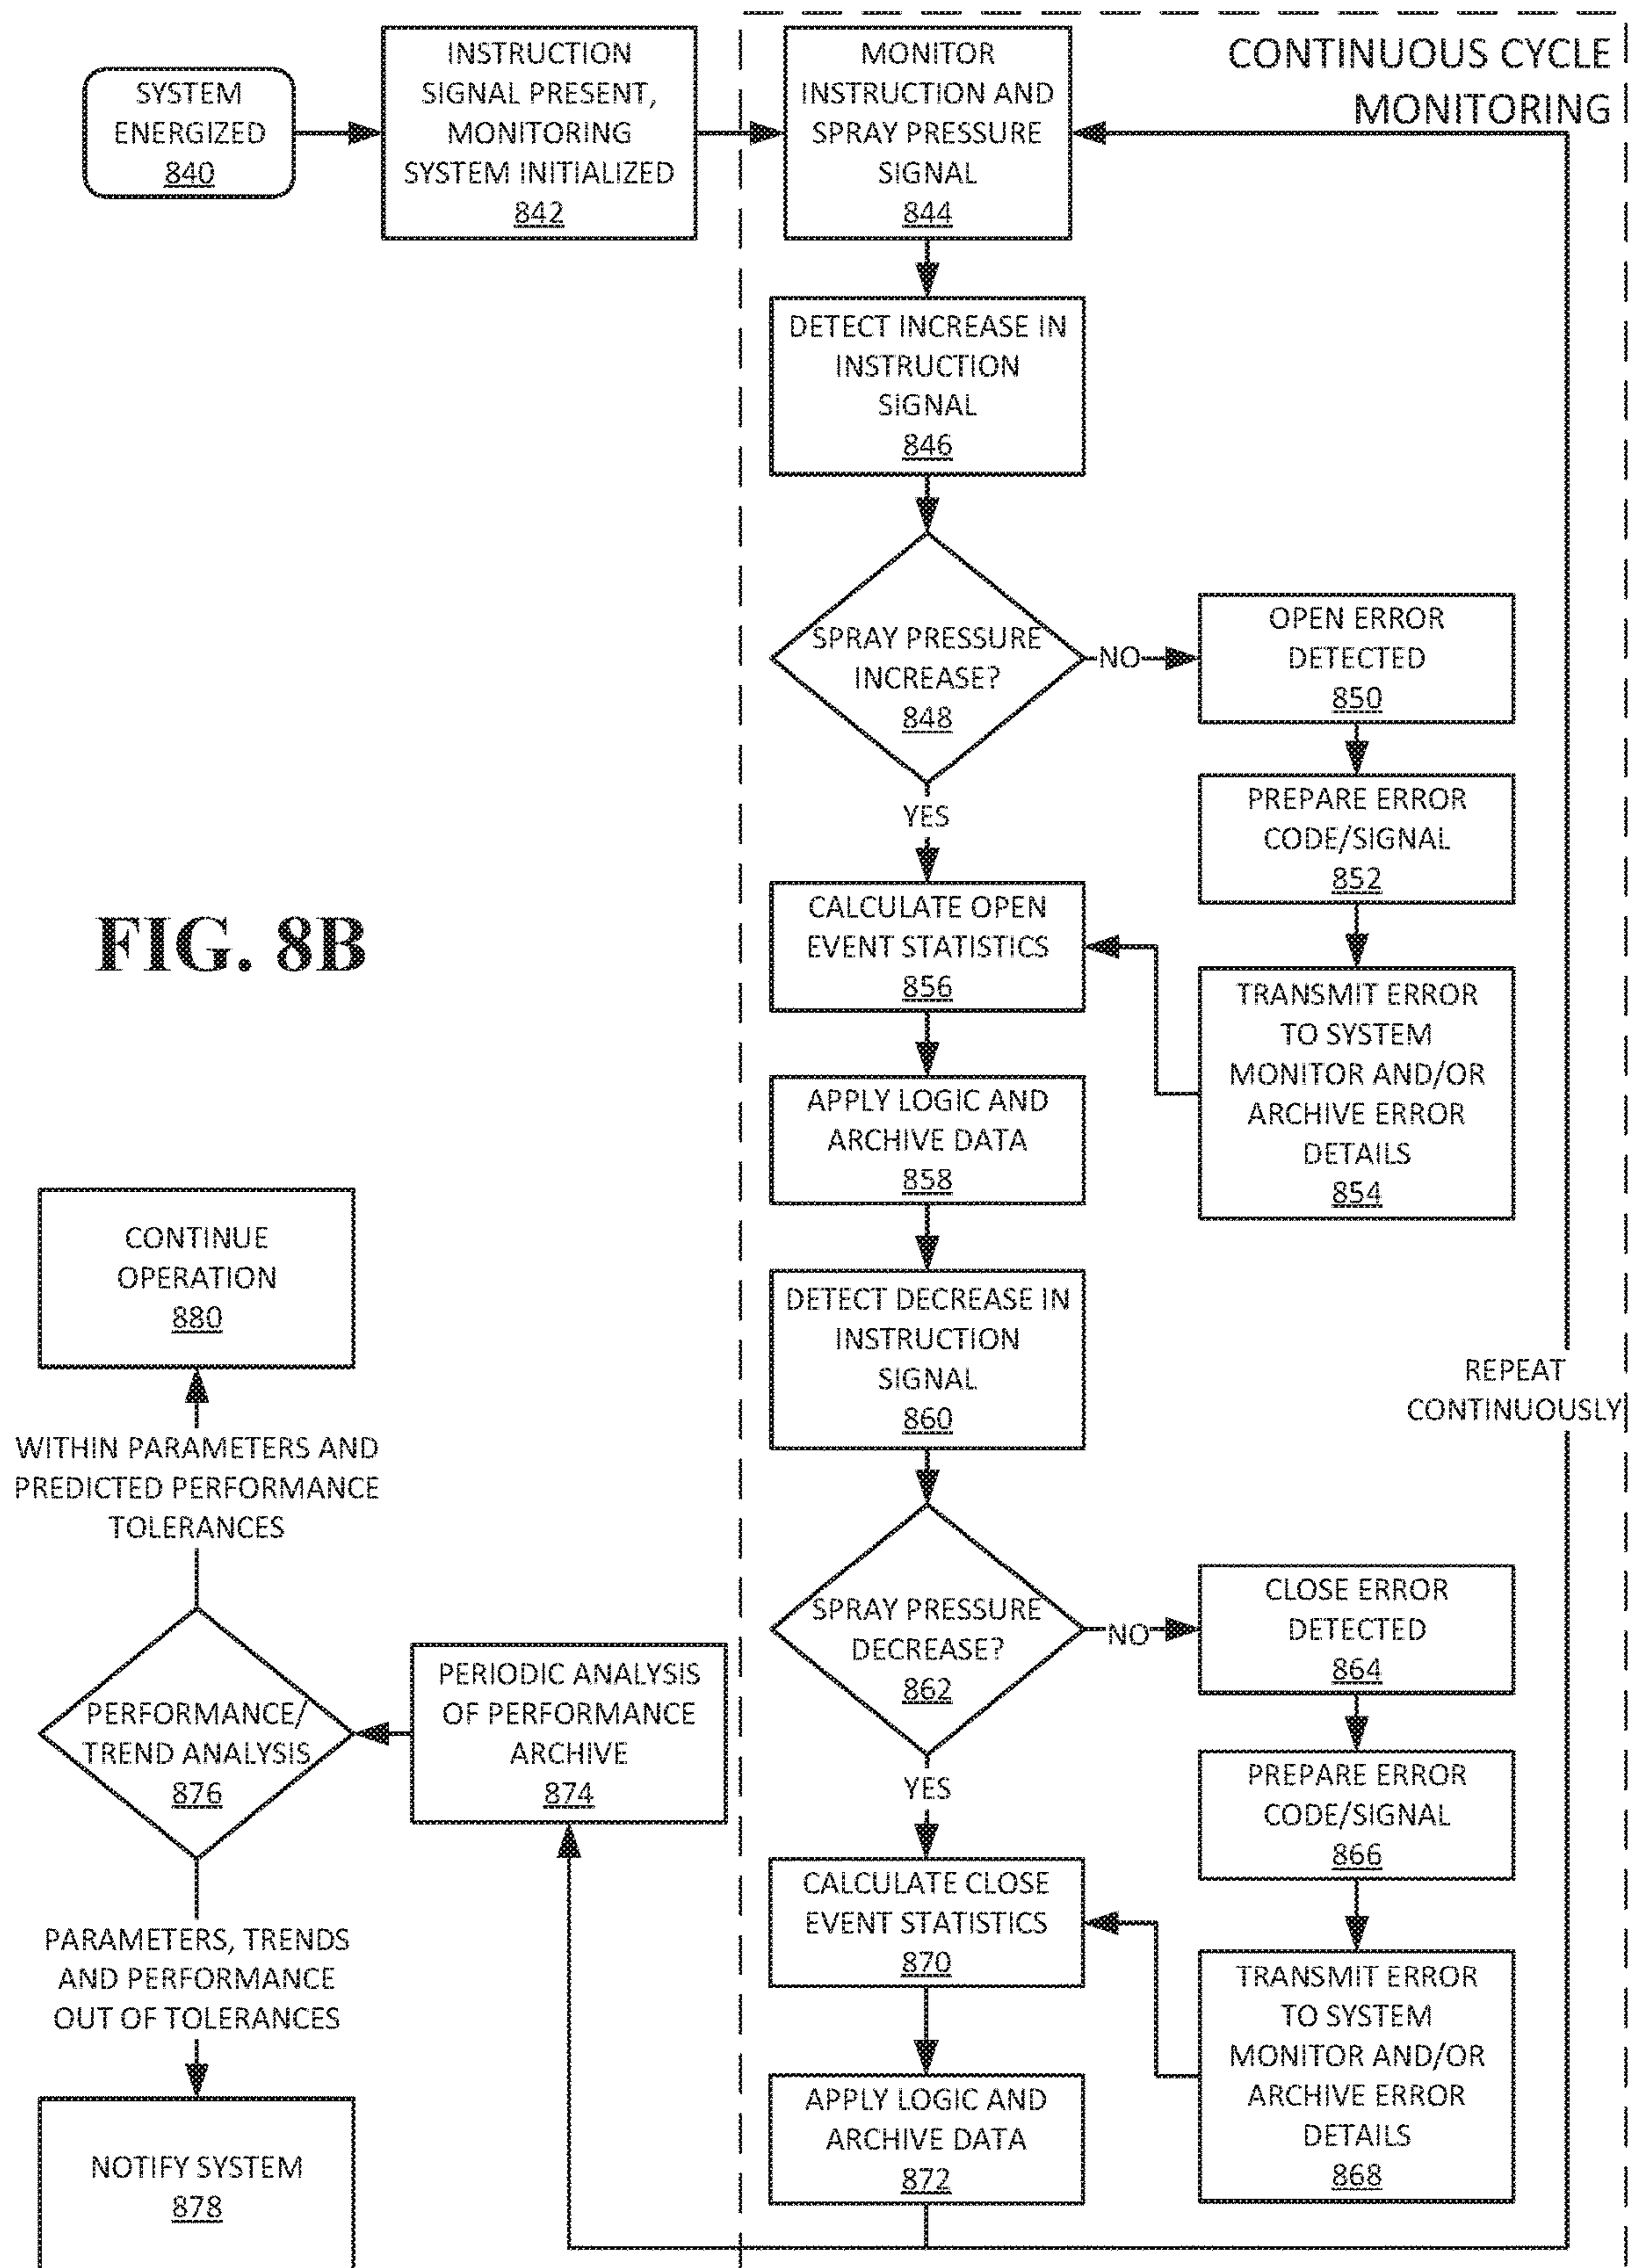 SYSTEM
ENERGIZED
840
INSTRUCTION
SIGNAL PRESENT,
MONITORING
SYSTEM INITIALIZED
842
MONITOR
INSTRUCTION AND
SPRAY PRESSURE
SIGNAL
844
CONTINUOUS CYCLE
MONITORING
DETECT INCREASE IN
INSTRUCTION
SIGNAL
846
SPRAY PRESSURE
INCREASE?
848
NO
OPEN ERROR
DETECTED
850
YES
PREPARE ERROR
CODE/SIGNAL
852
FIG. 8B
CALCULATE OPEN
EVENT STATISTICS
856
TRANSMIT ERROR
TO SYSTEM
MONITOR AND/OR
ARCHIVE ERROR
DETAILS
854
APPLY LOGIC AND
ARCHIVE DATA
858
CONTINUE
OPERATION
880
DETECT DECREASE IN
INSTRUCTION
SIGNAL
860
REPEAT
CONTINUOUSLY
WITHIN PARAMETERS AND
PREDICTED PERFORMANCE
TOLERANCES
SPRAY PRESSURE
DECREASE?
862
NO
CLOSE ERROR
DETECTED
864
PERFORMANCE/
TREND ANALYSIS
876
PERIODIC ANALYSIS
OF PERFORMANCE
ARCHIVE
874
YES
PREPARE ERROR
CODE/SIGNAL
866
CALCULATE CLOSE
EVENT STATISTICS
870
PARAMETERS, TRENDS
AND PERFORMANCE
OUT OF TOLERANCES
TRANSMIT ERROR
TO SYSTEM
MONITOR AND/OR
ARCHIVE ERROR
DETAILS
868
APPLY LOGIC AND
ARCHIVE DATA
872
NOTIFY SYSTEM
878